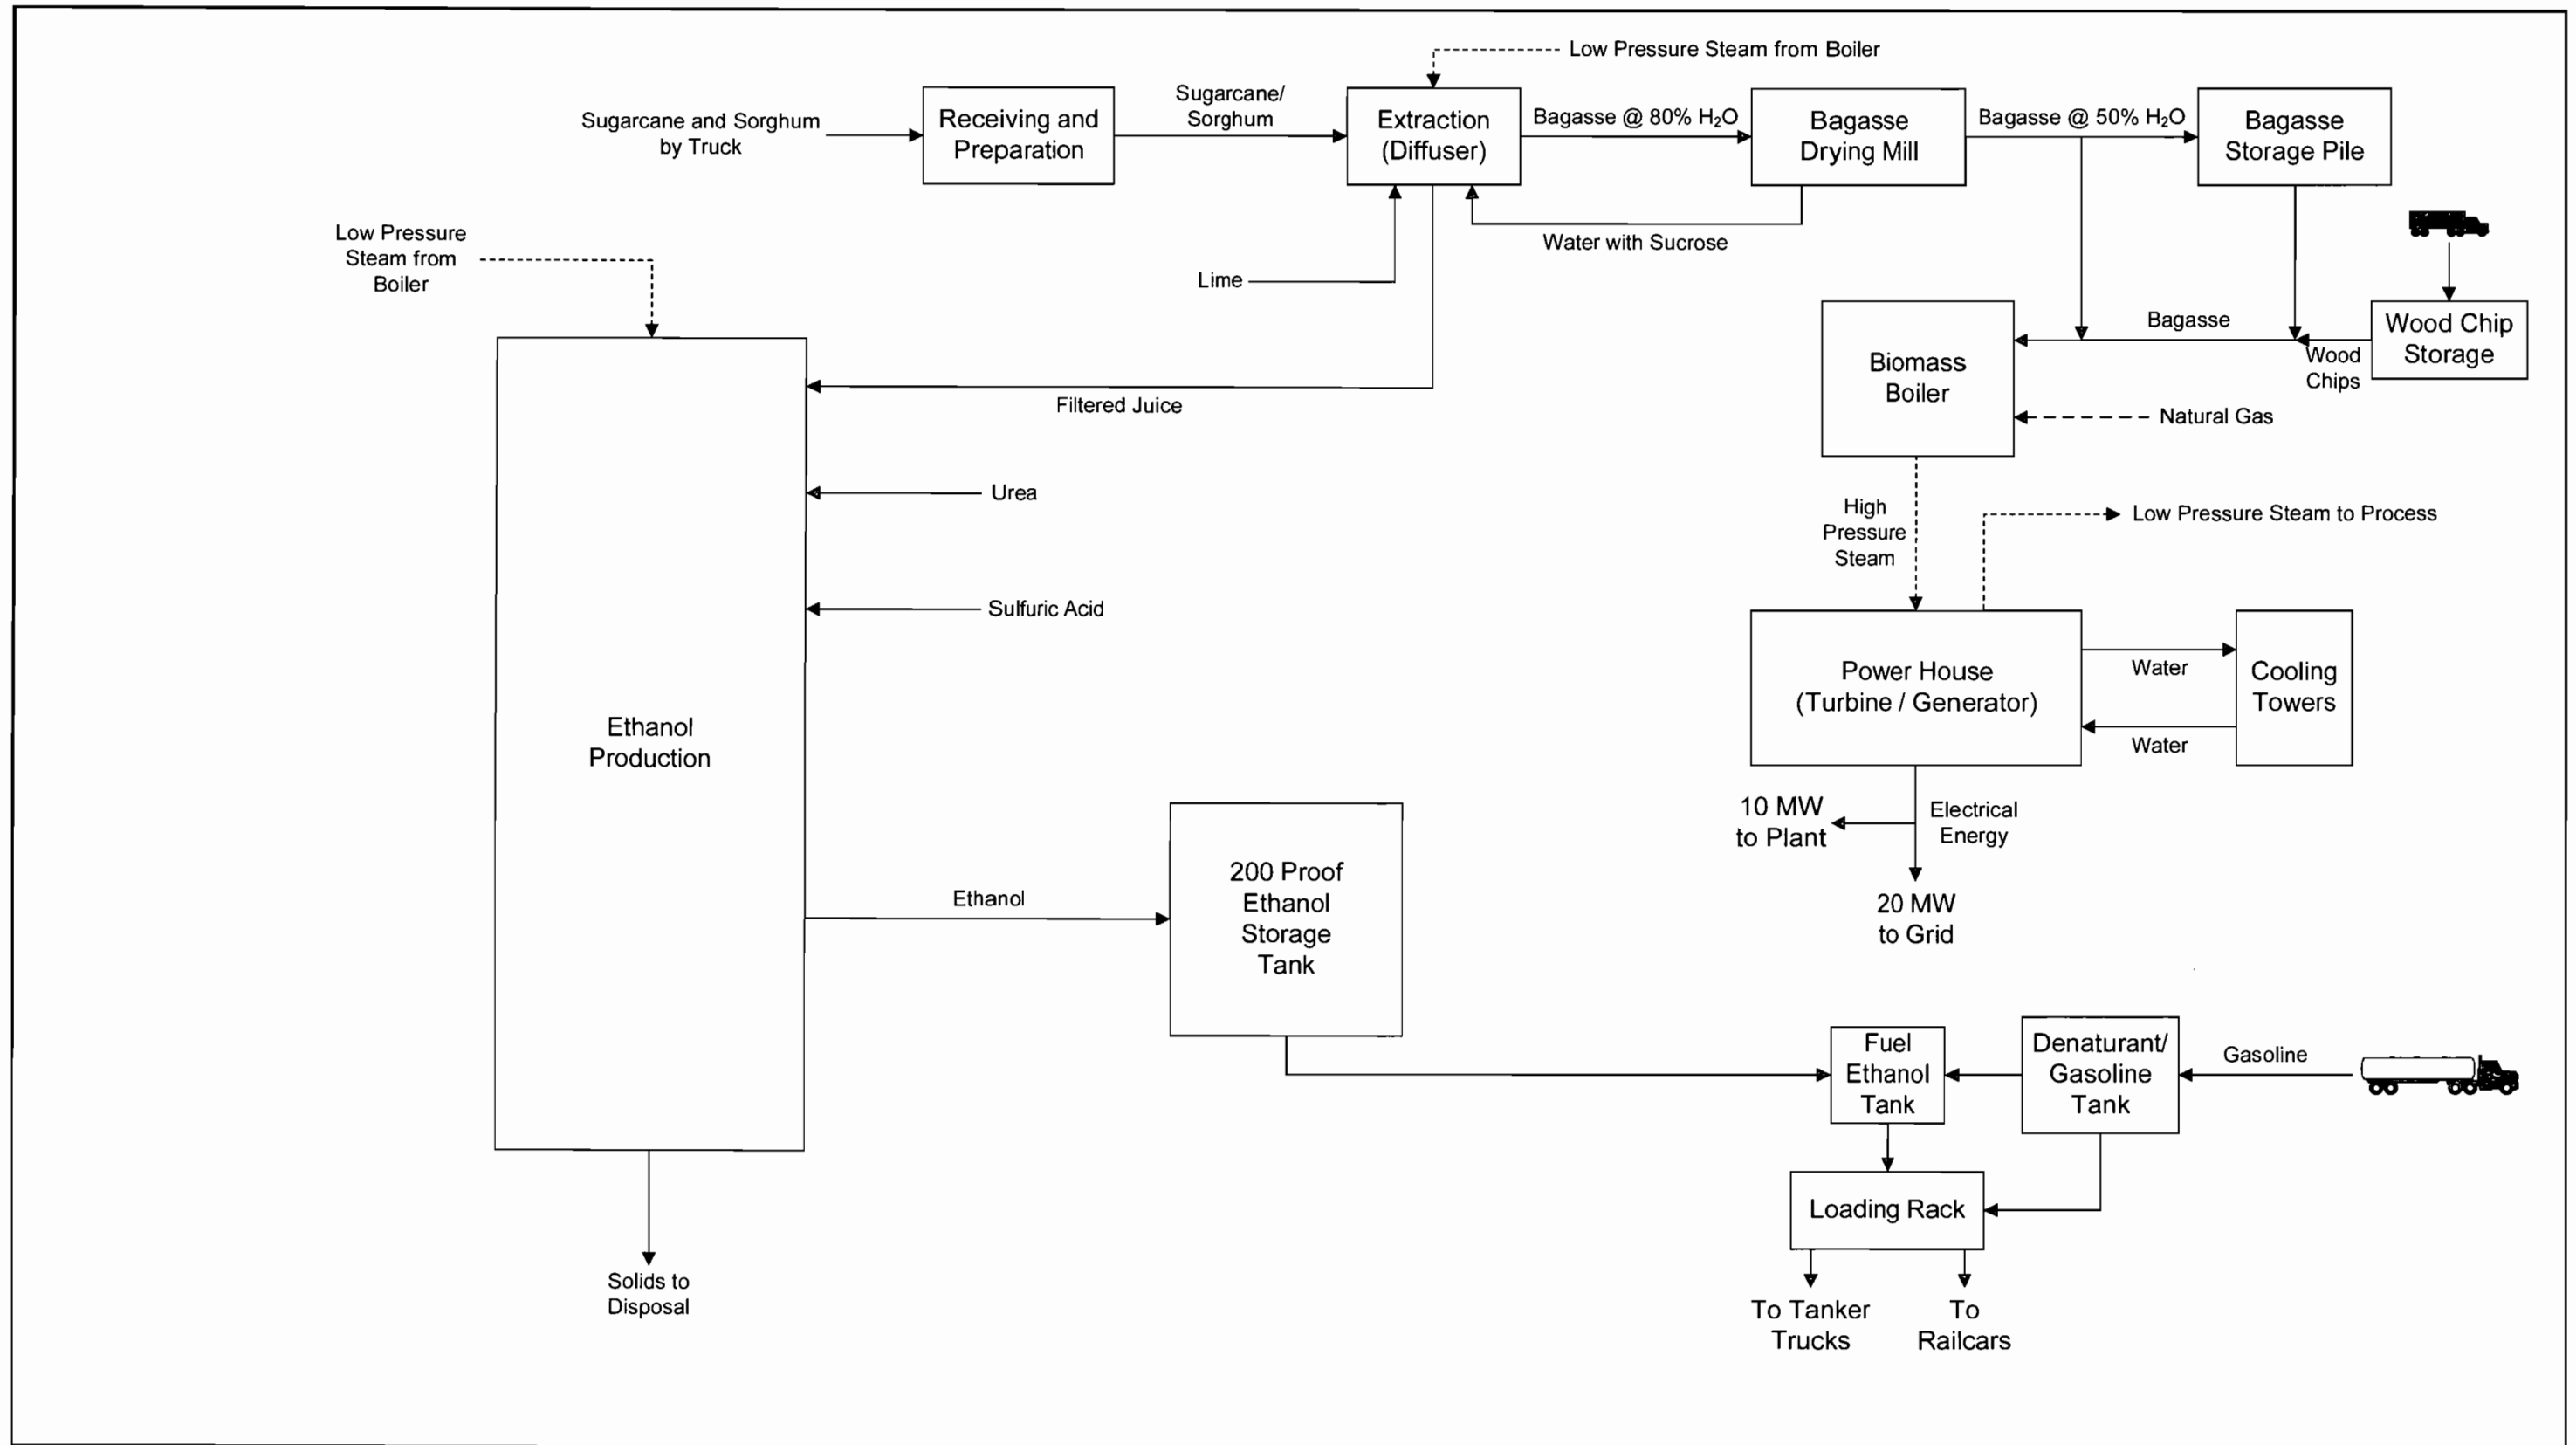 Low Pressure Steam from Boiler
Sugarcane and Sorghum
by Truck
Receiving and
Preparation
Sugarcane/
Sorghum
Extraction
(Diffuser)
Bagasse @ 80% H₂O
Bagasse
Drying Mill
Bagasse @ 50% H₂O
Bagasse
Storage Pile
Water with Sucrose
Lime
Low Pressure
Steam from
Boiler
Filtered Juice
Urea
Sulfuric Acid
Ethanol
Production
Ethanol
200 Proof
Ethanol
Storage
Tank
Solids to
Disposal
Biomass
Boiler
Bagasse
Wood
Chips
Wood Chip
Storage
Natural Gas
High
Pressure
Steam
Low Pressure Steam to Process
Power House
(Turbine / Generator)
Water
Water
Cooling
Towers
10 MW
to Plant
Electrical
Energy
20 MW
to Grid
Fuel
Ethanol
Tank
Denaturant/
Gasoline
Tank
Gasoline
Loading Rack
To Tanker
Trucks
To
Railcars